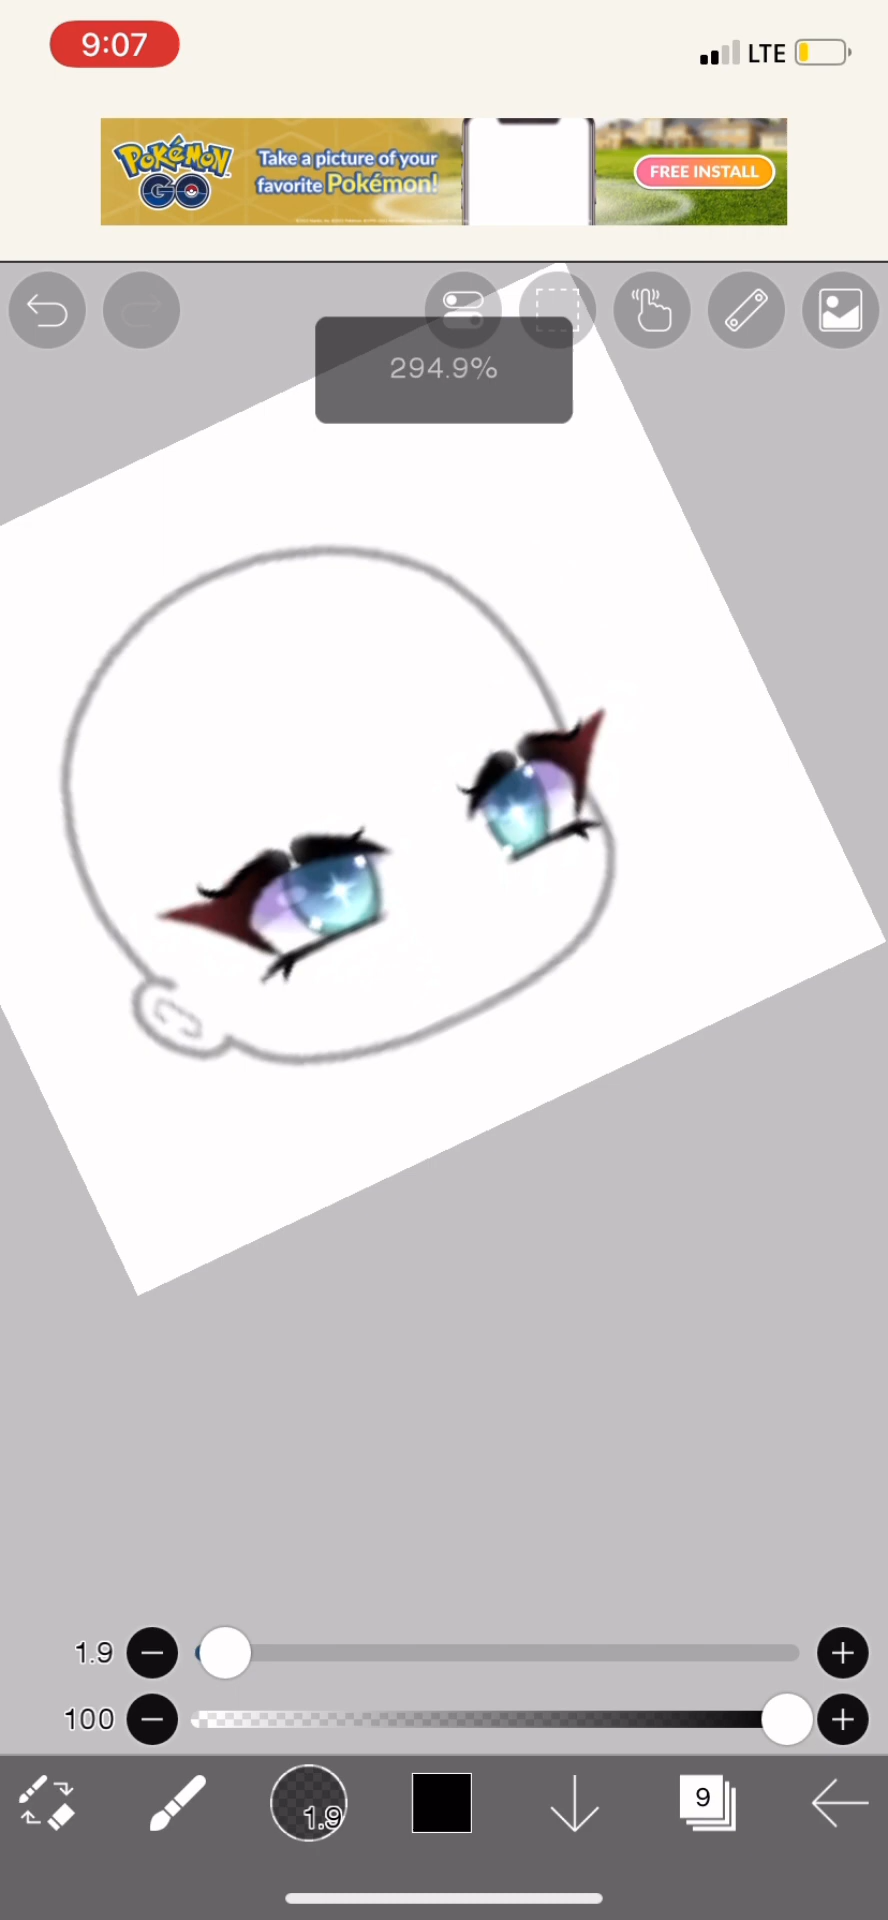 9:07
LTE
Pokémon
GO
Take a picture of your
favorite Pokémon!
FREE INSTALL
294.9%
1.9
100
1.9
9